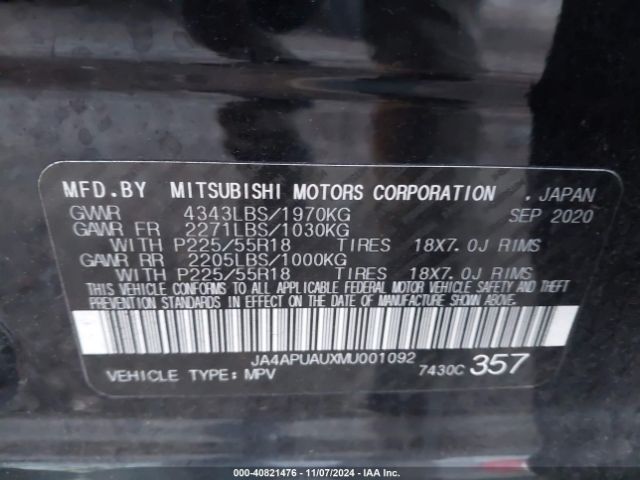 MFD.BY MITSUBISHI MOTORS CORPORATION . JAPAN
GVWR 4343LBS/1970KG SEP 2020
GAWR FR 2271LBS/1030KG
WITH P225/55R18 TIRES 18X7.0J RIMS
GAWR RR 2205LBS/1000KG
WITH P225/55R18 TIRES 18X7.0J RIMS
THIS VEHICLE CONFORMS TO ALL APPLICABLE FEDERAL MOTOR VEHICLE SAFETY AND THEFT
PREVENTION STANDARDS IN EFFECT ON THE DATE OF MANUFACTURE SHOWN ABOVE.
JA4APUAUXMU001092
VEHICLE TYPE: MPV 7430C 357
000-40821476 - 11/07/2024 - IAA Inc.